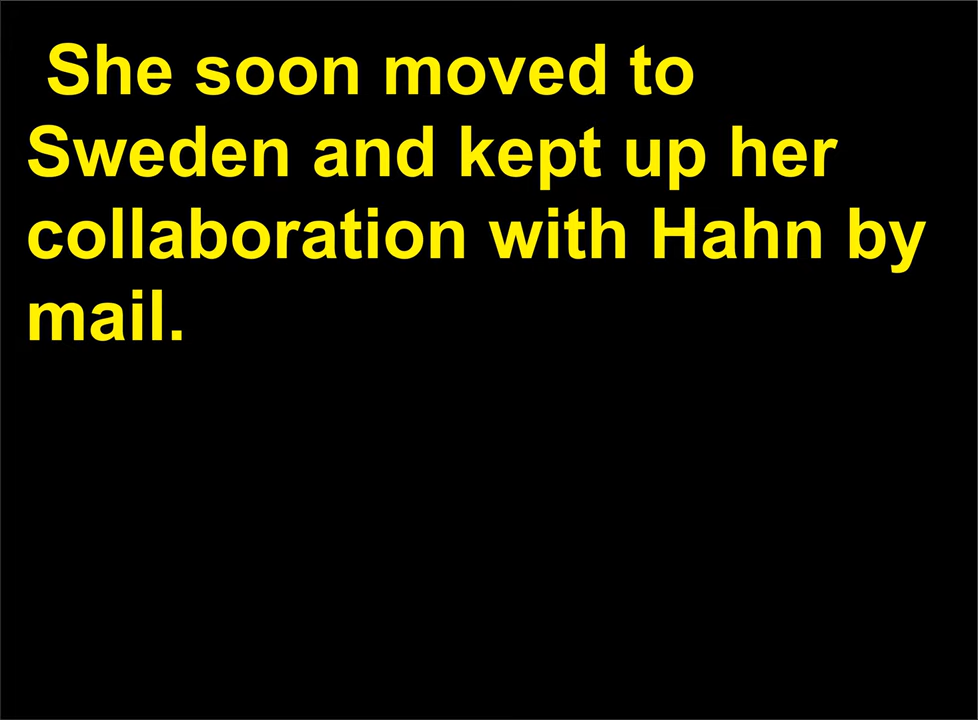 She soon moved to
Sweden and kept up her
collaboration with Hahn by
mail.